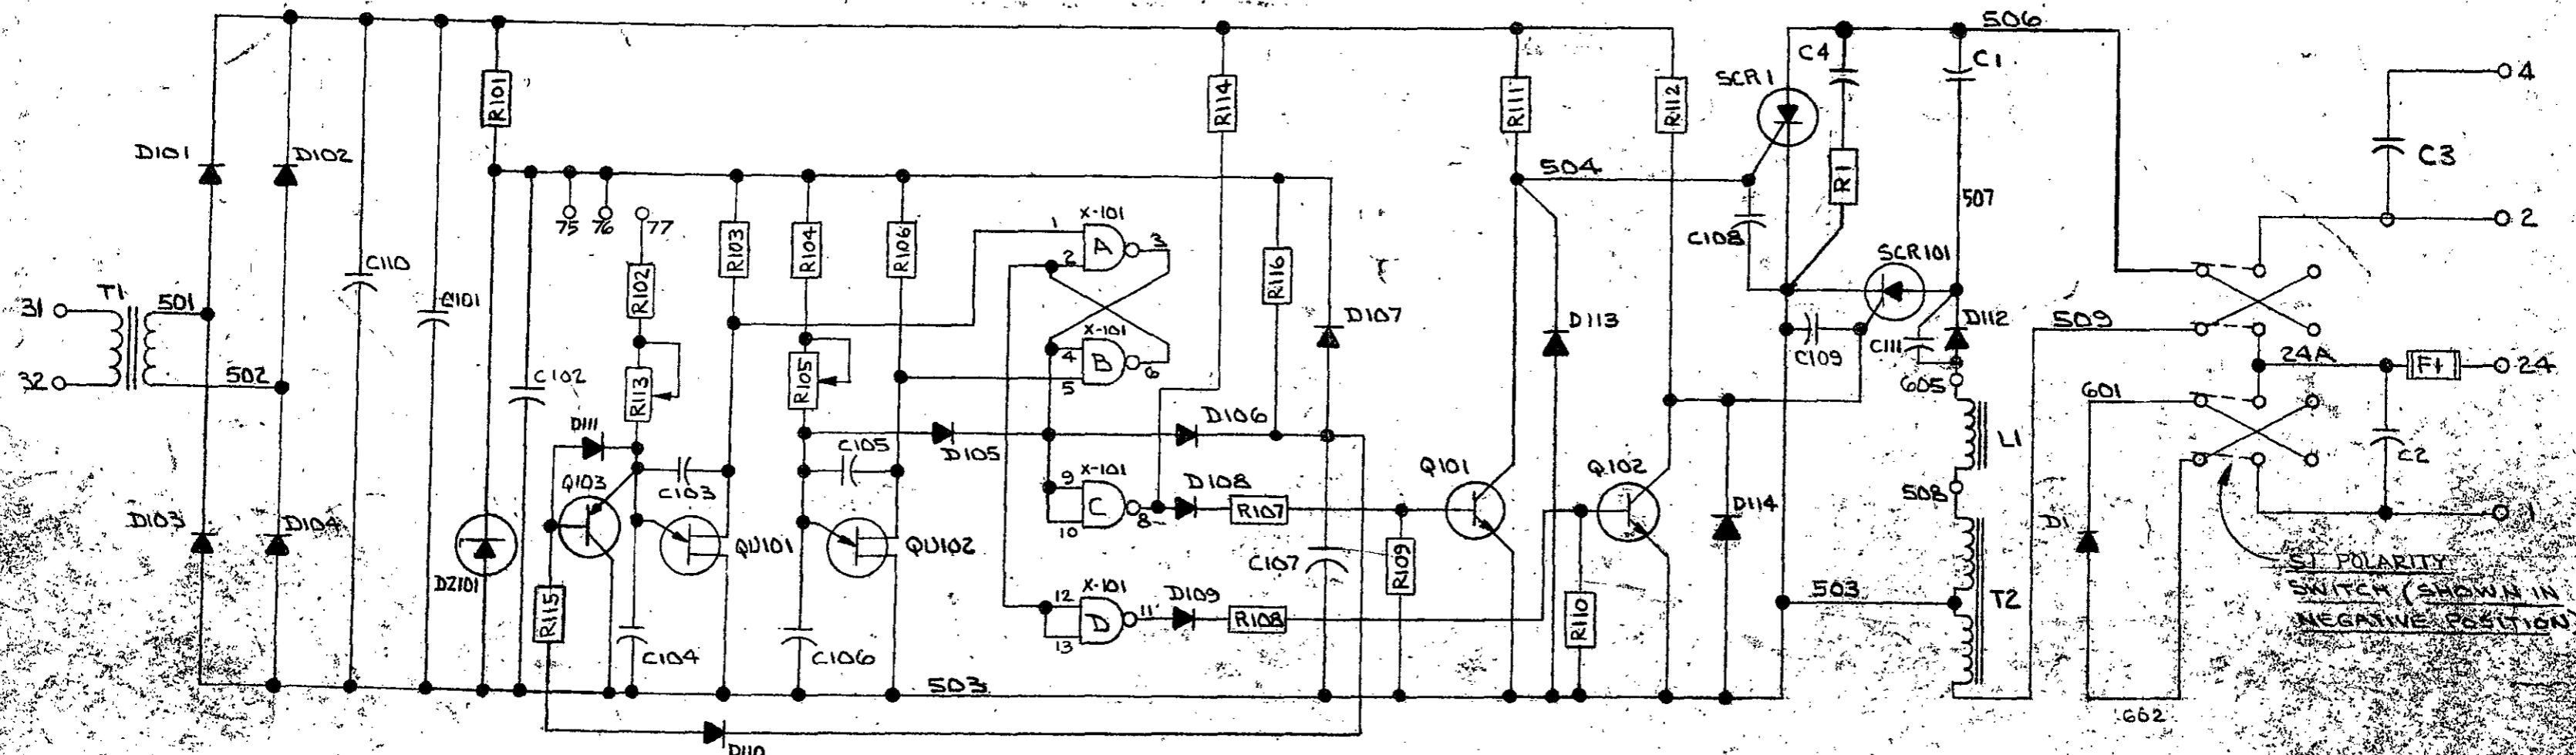 506
C4
C1
SCR1
4
R101
R114
R111
R112
C3
D101
D102
504
R1
507
2
75
76
77
X-101
1
2
3
A
R102
R103
R104
R106
R116
C108
SCR101
C110
C101
31
T1
501
32
502
X-101
4
5
6
B
D107
D113
D112
509
C109
C111
24A
F1
24
C102
R113
R105
605
601
D111
C105
D105
D106
L1
C2
Q103
C103
X-101
9
10
8
C
D108
R107
Q101
Q102
508
D103
D104
DZ101
QU101
QU102
C107
R109
D114
D1
1
S1 POLARITY
SWITCH (SHOWN IN
NEGATIVE POSITION)
R115
C104
C106
X-101
12
13
11
D
D109
R108
R110
503
T2
503
602
D110